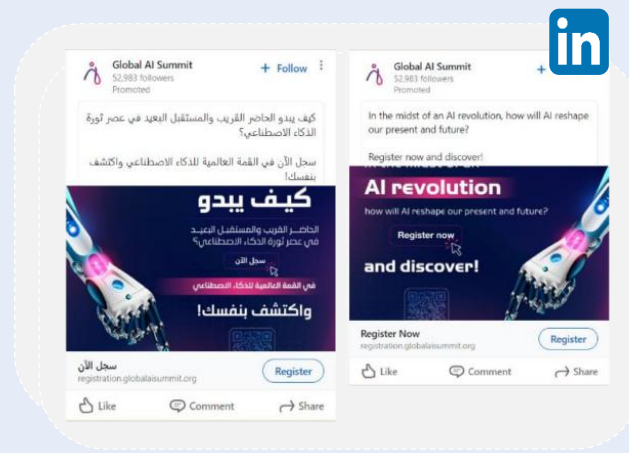 in
Global AI Summit
52,983 followers
Promoted
+ Follow
كيف يبدو الحاضر القريب والمستقبل البعيد في عصر ثورة
الذكاء الاصطناعي؟
سجل الآن في القمة العالمية للذكاء الاصطناعي واكتشف
بنفسك!
كيف يبدو
الحاضر القريب والمستقبل البعيد
في عصر ثورة الذكاء الاصطناعي؟
سجل الآن
في القمة العالمية للذكاء الاصطناعي
واكتشف بنفسك!
سجل الآن
registration.globalaisummit.org
Register
Like
Comment
Share
Global AI Summit
52,983 followers
Promoted
+
In the midst of an AI revolution, how will AI reshape
our present and future?
Register now and discover!
AI revolution
how will AI reshape our present and future?
Register now
and discover!
Register Now
registration.globalaisummit.org
Register
Like
Comment
Share